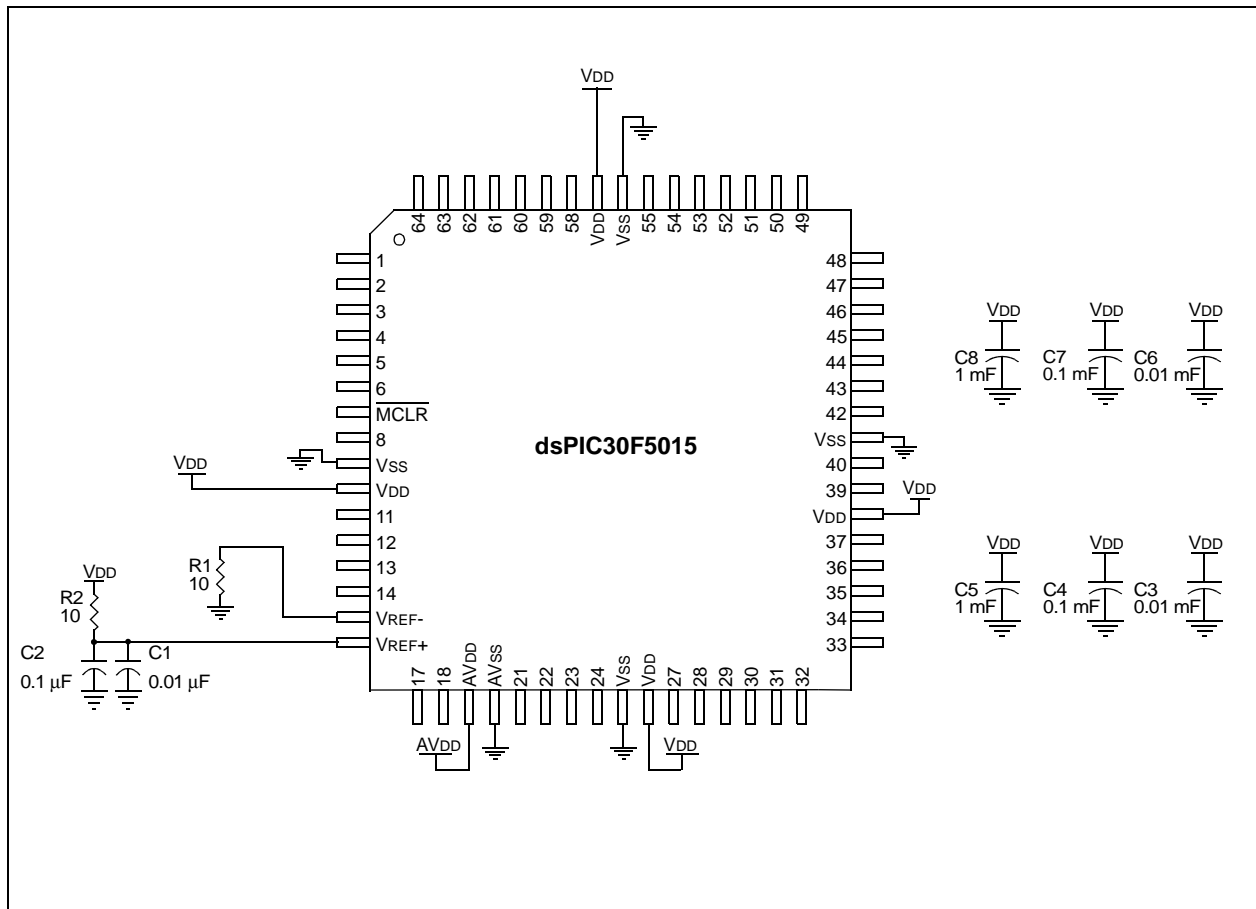 VDD
64
63
62
61
60
59
58
VDD
VSS
55
54
53
52
51
50
49
1
2
3
4
5
6
MCLR
8
VSS
VDD
11
12
13
14
VREF-
VREF+
VDD
R1
10
VDD
R2
10
C2
0.1 μF
C1
0.01 μF
dsPIC30F5015
48
47
46
45
44
43
42
VSS
40
39
VDD
37
36
35
34
33
VDD
17
18
AVDD
AVSS
21
22
23
24
VSS
VDD
27
28
29
30
31
32
AVDD
VDD
VDD
C8
1 mF
VDD
C7
0.1 mF
VDD
C6
0.01 mF
VDD
C5
1 mF
VDD
C4
0.1 mF
VDD
C3
0.01 mF